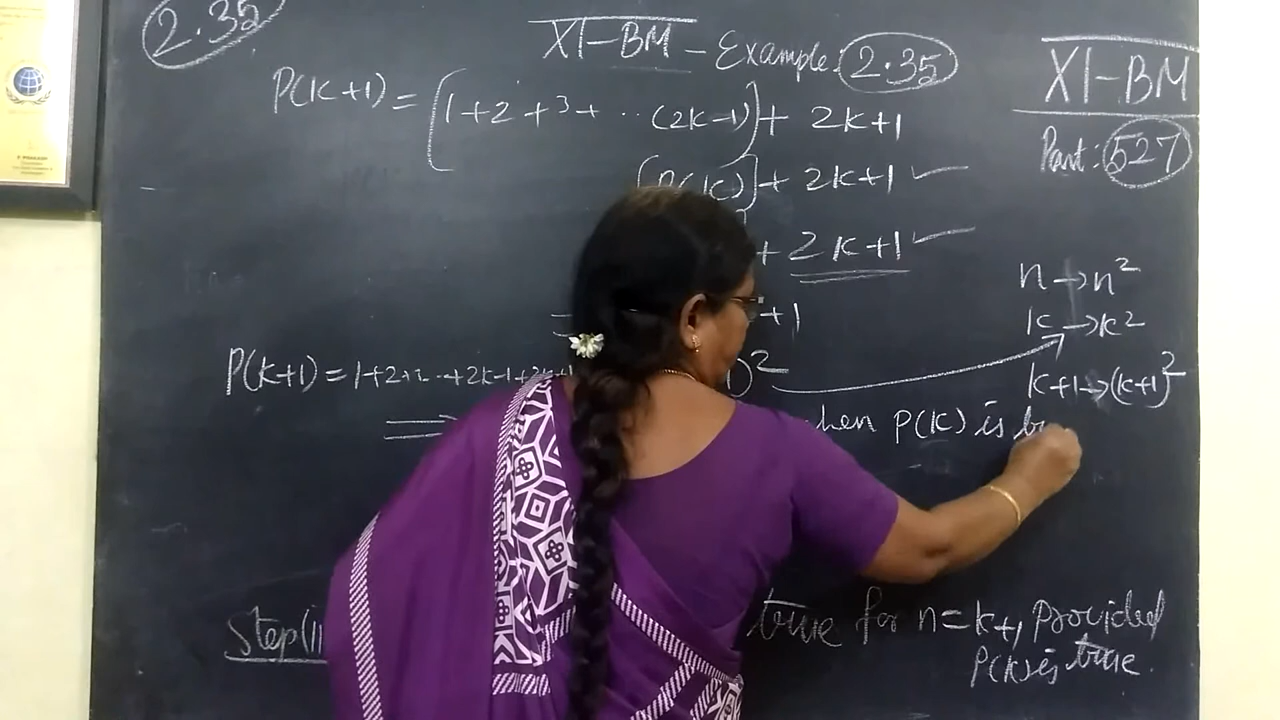 2.35
XI-BM - Example: 2.35
XI-BM
Part: 527
P(K+1) = [1+2+3+ ... (2K-1)] + 2K+1
[P(K)] + 2K+1 ✓
+ 2K+1 ✓
n → n²
+1
K → K²
P(K+1) = 1+2+...+2K-1+2K+1
)²
K+1 → (K+1)²
⇒
when P(K) is tr
Step(ii
true for n = K+1 provided
P(K) is true.